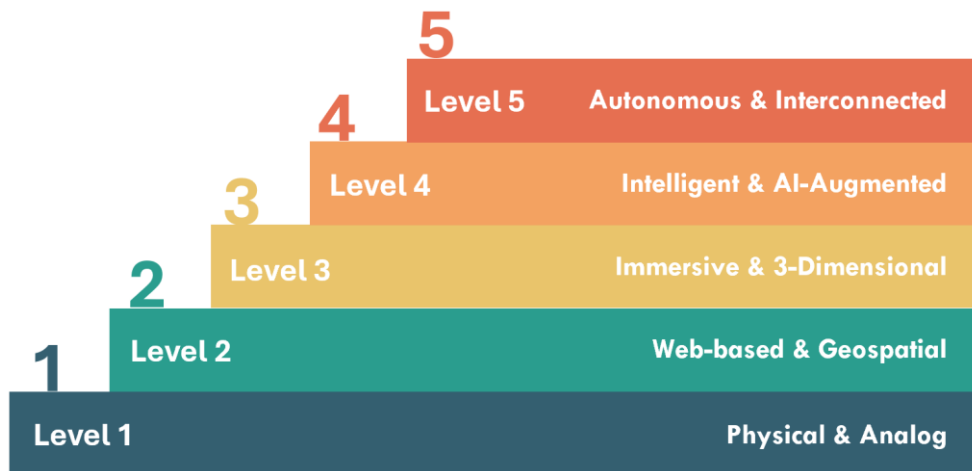 5
Level 5 Autonomous & Interconnected
4
Level 4 Intelligent & AI-Augmented
3
Level 3 Immersive & 3-Dimensional
2
Level 2 Web-based & Geospatial
1
Level 1 Physical & Analog